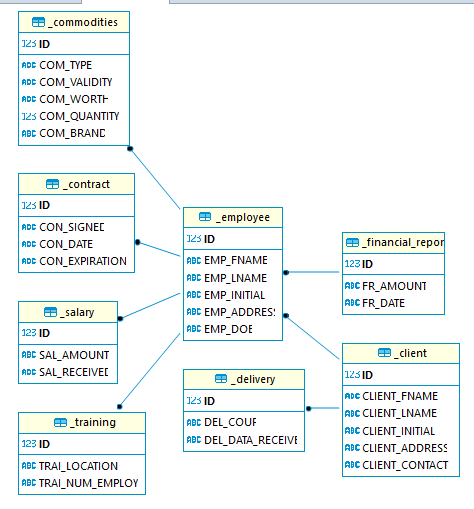 _commodities
123 ID
ABC COM_TYPE
ABC COM_VALIDITY
ABC COM_WORTH
123 COM_QUANTITY
ABC COM_BRAND
_contract
123 ID
ABC CON_SIGNED
ABC CON_DATE
ABC CON_EXPIRATION
_salary
123 ID
ABC SAL_AMOUNT
ABC SAL_RECEIVED
_training
123 ID
ABC TRAI_LOCATION
ABC TRAI_NUM_EMPLOY
_employee
123 ID
ABC EMP_FNAME
ABC EMP_LNAME
ABC EMP_INITIAL
ABC EMP_ADDRESS
ABC EMP_DOB
_delivery
123 ID
ABC DEL_COUF
ABC DEL_DATA_RECEIVE
_financial_repor
123 ID
ABC FR_AMOUNT
ABC FR_DATE
_client
123 ID
ABC CLIENT_FNAME
ABC CLIENT_LNAME
ABC CLIENT_INITIAL
ABC CLIENT_ADDRESS
ABC CLIENT_CONTACT